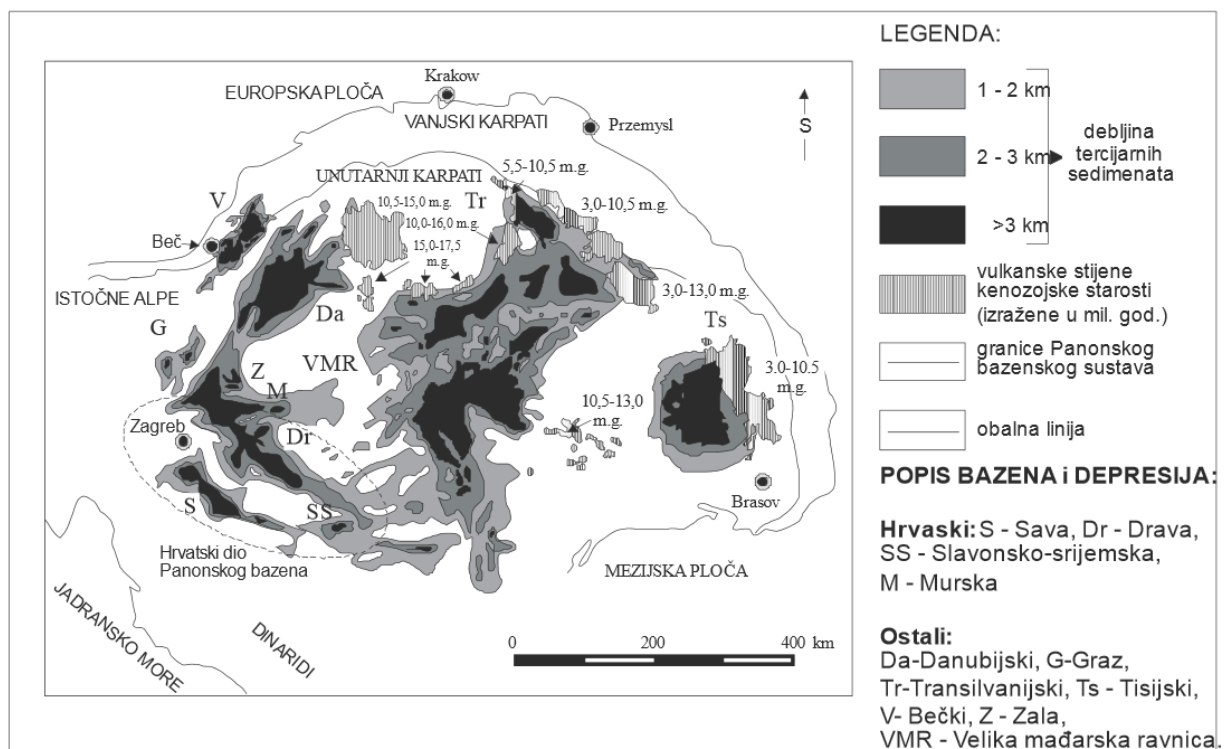 EUROPSKA PLOČA
Krakow
VANJSKI KARPATI
Przemysl
S
UNUTARNJI KARPATI
5,5-10,5 m.g.
Tr
V
10,5-15,0 m.g.
3,0-10,5 m.g.
10,0-16,0 m.g.
Beč
15,0-17,5
m.g.
ISTOČNE ALPE
3,0-13,0 m.g.
Da
G
Ts
VMR
Z
3.0-10.5
m.g.
M
10,5-13,0
m.g.
Zagreb
Dr
S
SS
Brasov
Hrvatski dio
Panonskog bazena
MEZIJSKA PLOČA
JADRANSKO MORE
DINARIDI
0 200 400 km
LEGENDA:
1 - 2 km
2 - 3 km
>3 km
debljina
tercijarnih
sedimenata
vulkanske stijene
kenozojske starosti
(izražene u mil. god.)
granice Panonskog
bazenskog sustava
obalna linija
POPIS BAZENA i DEPRESIJA:
Hrvaski: S - Sava, Dr - Drava,
SS - Slavonsko-srijemska,
M - Murska
Ostali:
Da-Danubijski, G-Graz,
Tr-Transilvanijski, Ts - Tisijski,
V- Bečki, Z - Zala,
VMR - Velika mađarska ravnica.